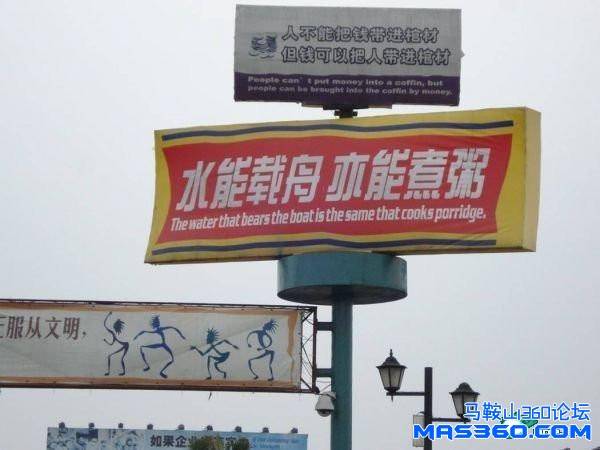 人不能把钱带进棺材
但钱可以把人带进棺材
People can't put money into a coffin, but
people can be brought into the coffin by money.
水能载舟 亦能煮粥
The water that bears the boat is the same that cooks porridge.
服从文明,
如果企业
马鞍山360论坛
MAS360.COM